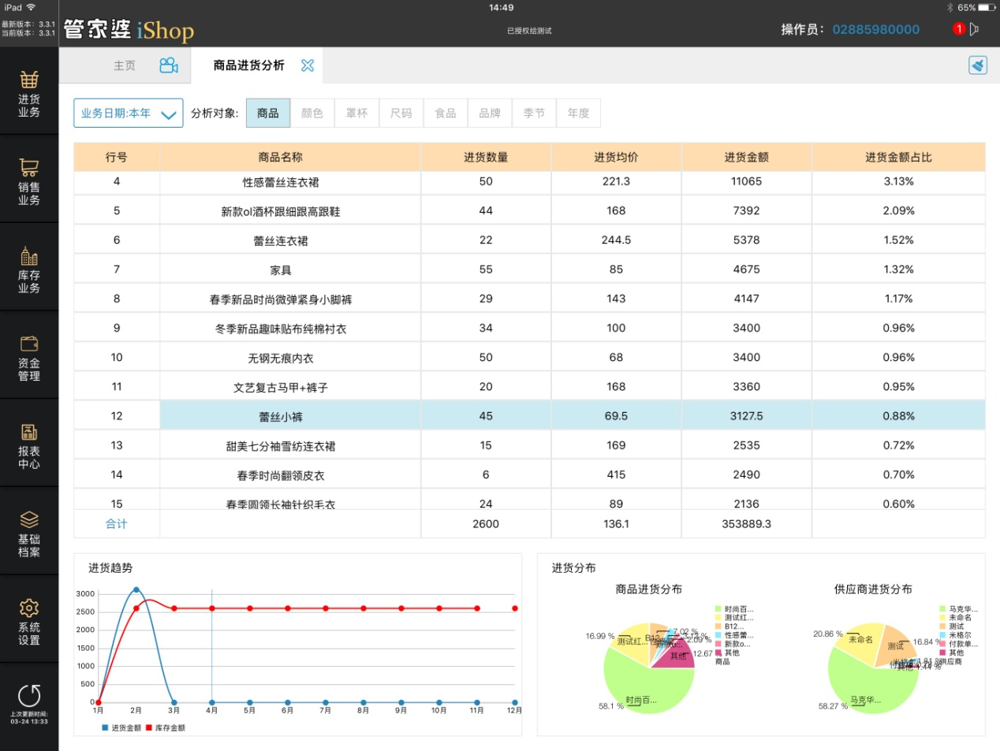 iPad 14:49 65%
最新版本: 3.3.1
当前版本: 3.3.1
管家婆 iShop
已授权给测试
操作员: 02885980000
1
主页
商品进货分析
进货
业务
销售
业务
库存
业务
资金
管理
报表
中心
基础
档案
系统
设置
上次更新时间:
03-24 13:33
业务日期:本年
分析对象: 商品 颜色 罩杯 尺码 食品 品牌 季节 年度
行号 商品名称 进货数量 进货均价 进货金额 进货金额占比
4 性感蕾丝连衣裙 50 221.3 11065 3.13%
5 新款ol酒杯跟细跟高跟鞋 44 168 7392 2.09%
6 蕾丝连衣裙 22 244.5 5378 1.52%
7 家具 55 85 4675 1.32%
8 春季新品时尚微弹紧身小脚裤 29 143 4147 1.17%
9 冬季新品趣味贴布纯棉衬衣 34 100 3400 0.96%
10 无钢无痕内衣 50 68 3400 0.96%
11 文艺复古马甲+裤子 20 168 3360 0.95%
12 蕾丝小裤 45 69.5 3127.5 0.88%
13 甜美七分袖雪纺连衣裙 15 169 2535 0.72%
14 春季时尚翻领皮衣 6 415 2490 0.70%
15 春季圆领长袖针织毛衣 24 89 2136 0.60%
合计 2600 136.1 353889.3
进货趋势
3000
2500
2000
1500
1000
500
0
1月 2月 3月 4月 5月 6月 7月 8月 9月 10月 11月 12月
进货金额 库存金额
进货分布
商品进货分布
16.99 %
7.02 %
3.13 %
2.09 %
12.67
58.1 %
测试红...
B12...
其他
时尚百...
时尚百...
测试红...
B12...
性感蕾...
新款o...
其他
商品
供应商进货分布
20.86 %
16.84 %
1.81 %
4.44 %
58.27 %
未命名
测试
马克华...
马克华...
未命名
测试
米格尔
付款单...
其他
供应商